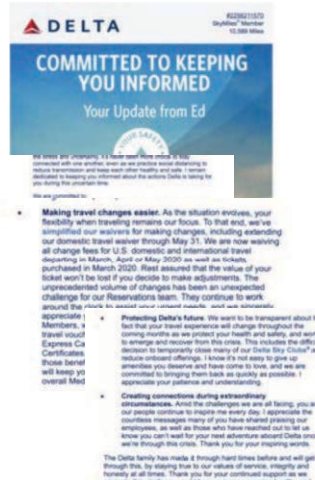 DELTA
#2298211570
SkyMiles® Member
10,589 Miles
COMMITTED TO KEEPING
YOU INFORMED
Your Update from Ed
YOUR SAFETY
the stress and uncertainty, it's never been more crucial to stay
connected with one another, even as we practice social distancing to
reduce transmission and keep each other healthy and safe. I remain
dedicated to keeping you informed about the actions Delta is taking for
you during this uncertain time.
We are committed to:
• Making travel changes easier. As the situation evolves, your
flexibility when traveling remains our focus. To that end, we've
simplified our waivers for making changes, including extending
our domestic travel waiver through May 31. We are now waiving
all change fees for U.S. domestic and international travel
departing in March, April or May 2020 as well as tickets
purchased in March 2020. Rest assured that the value of your
ticket won't be lost if you decide to make adjustments. The
unprecedented volume of changes has been an unexpected
challenge for our Reservations team. They continue to work
around the clock to assist your urgent needs, and we sincerely
appreciate
Members, w
travel vouch
Express Ca
Certificates
those benef
will keep yo
overall Med
• Protecting Delta's future. We want to be transparent about t
fact that your travel experience will change throughout the
coming months as we protect your health and safety, and work
to emerge and recover from this crisis. This includes the diffic
decision to temporarily close many of our Delta Sky Clubs® a
reduce onboard offerings. I know it's not easy to give up
amenities you deserve and have come to love, and we are
committed to bringing them back as quickly as possible. I
appreciate your patience and understanding.
• Creating connections during extraordinary
circumstances. Amid the challenges we are all facing, you a
our people continue to inspire me every day. I appreciate the
countless messages many of you have shared praising our
employees, as well as those who have reached out to let us
know you can't wait for your next adventure aboard Delta onc
we're through this crisis. Thank you for your inspiring words.
The Delta family has made it through hard times before and will get
through this, by staying true to our values of service, integrity and
honesty at all times. Thank you for your continued support as we